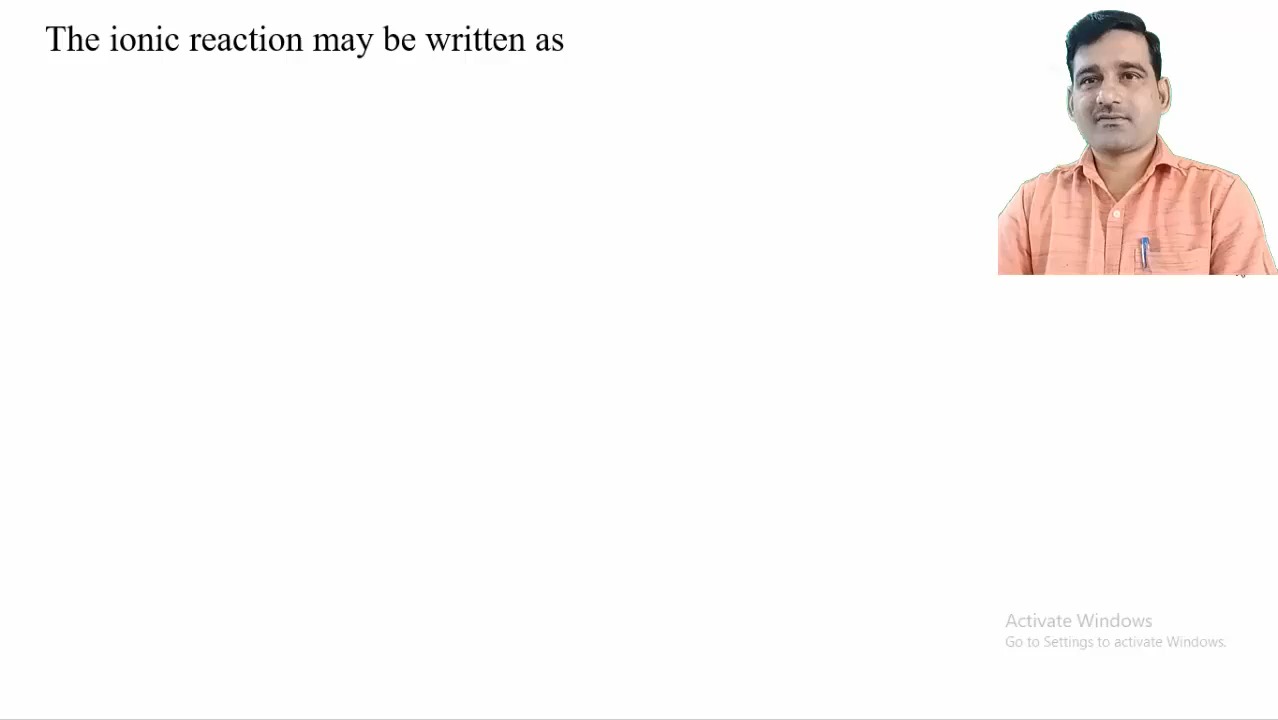 The ionic reaction may be written as
Activate Windows
Go to Settings to activate Windows.